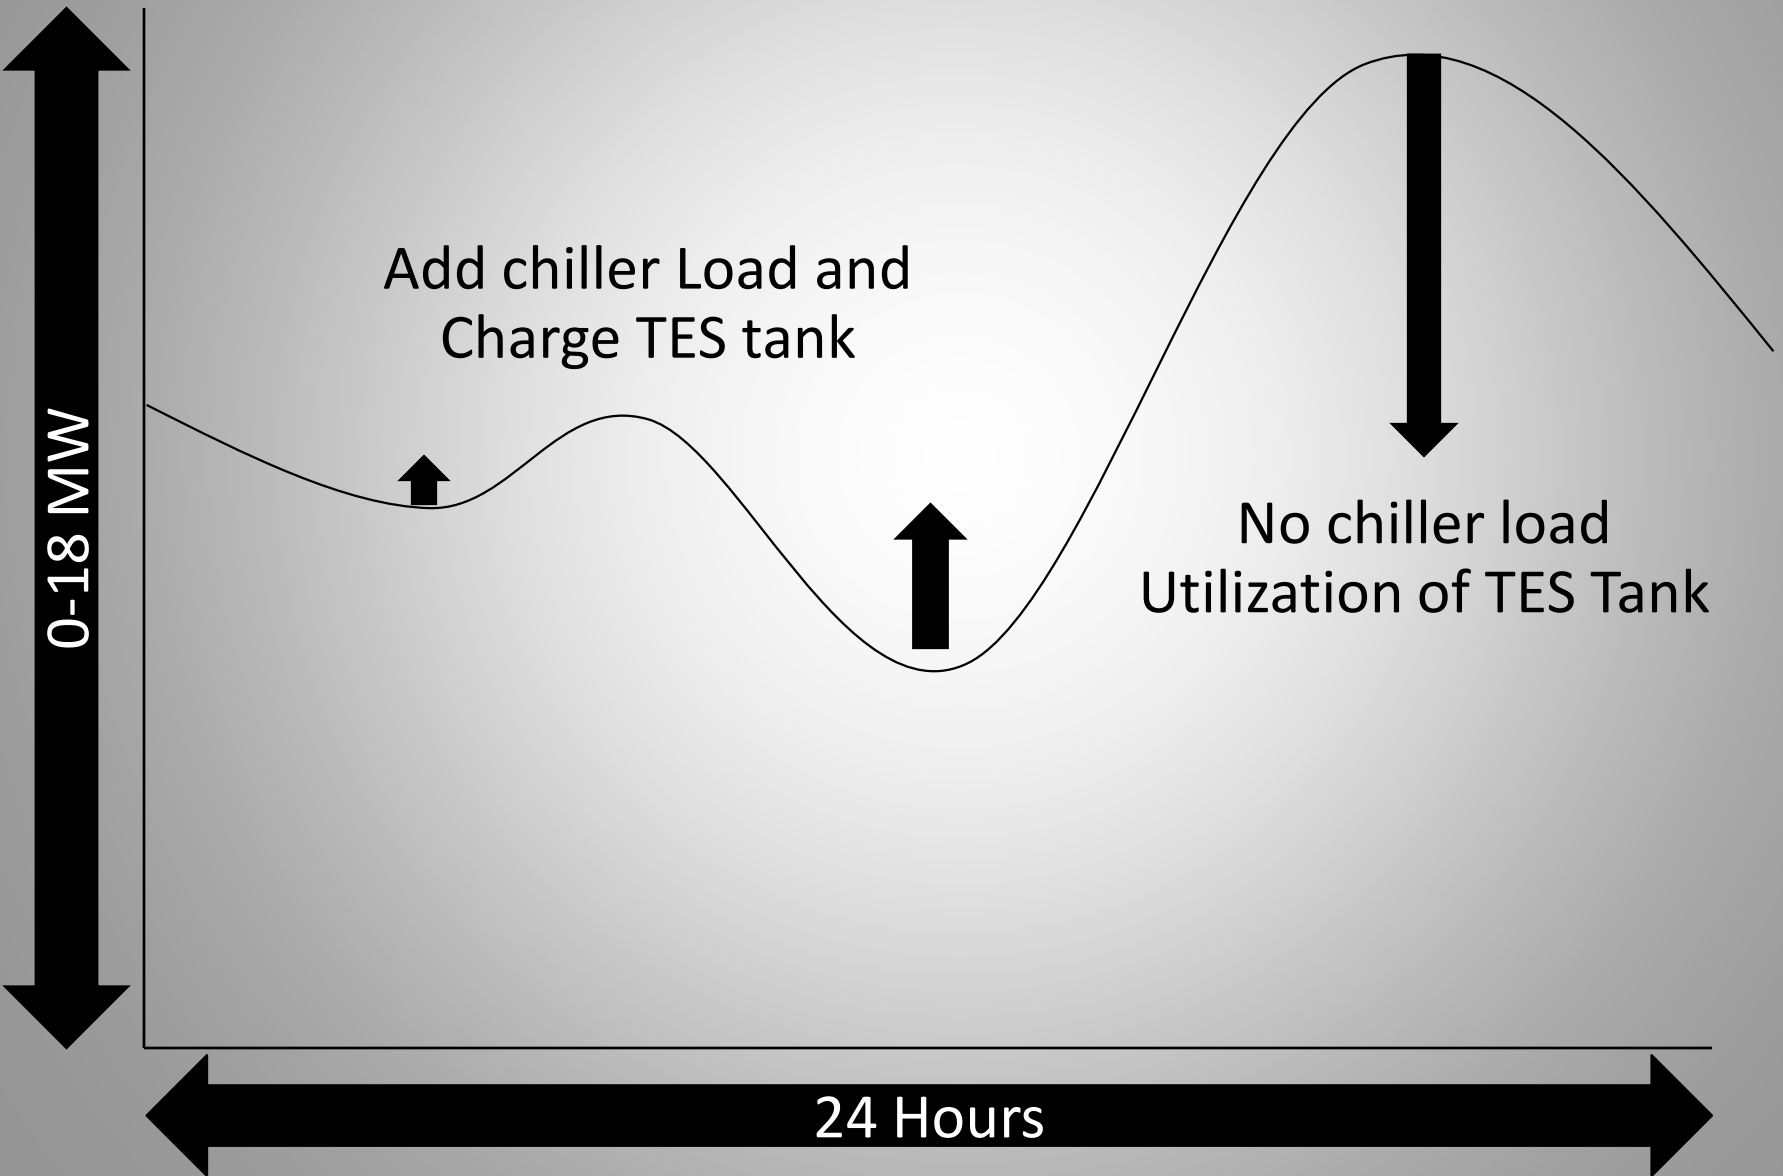 Add chiller Load and
Charge TES tank
0-18 MW
No chiller load
Utilization of TES Tank
24 Hours